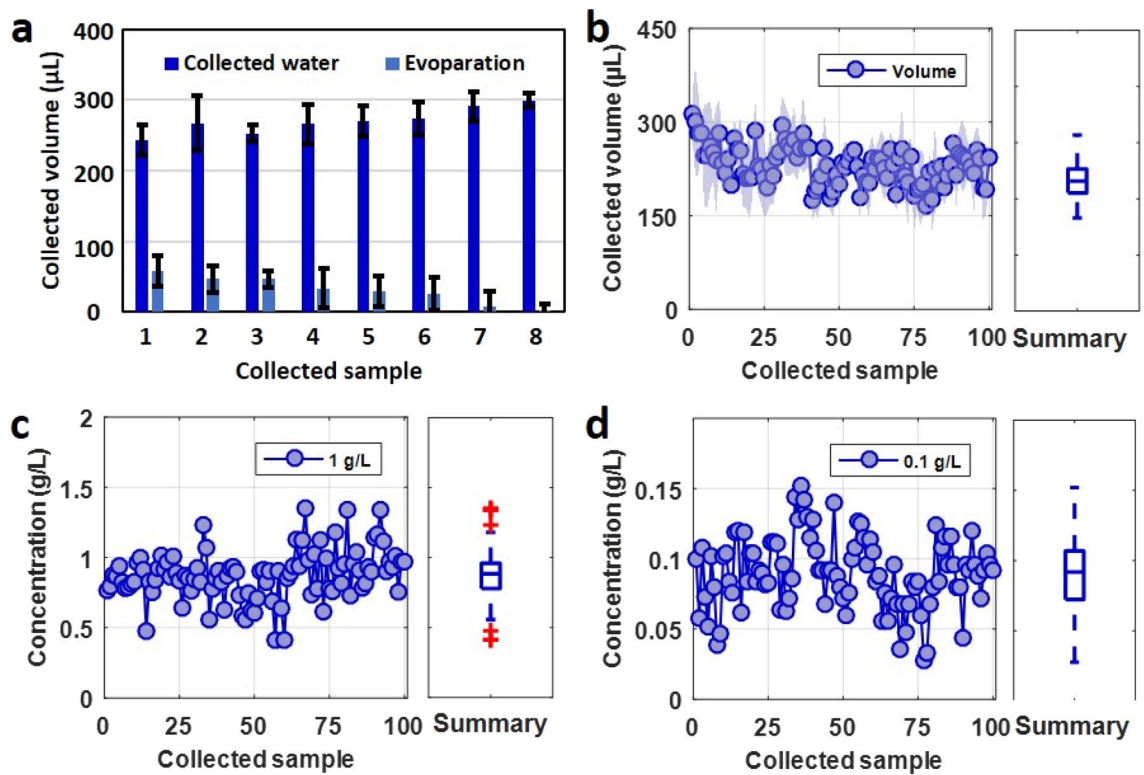 a
Collected volume (µL)
400
300
200
100
0
Collected water
Evoparation
1 2 3 4 5 6 7 8
Collected sample
b
Collected volume (µL)
450
300
150
0
Volume
0 25 50 75 100
Collected sample
Summary
c
Concentration (g/L)
2
1.5
1
0.5
0
1 g/L
0 25 50 75 100
Collected sample
Summary
d
Concentration (g/L)
0.15
0.1
0.05
0
0.1 g/L
0 25 50 75 100
Collected sample
Summary